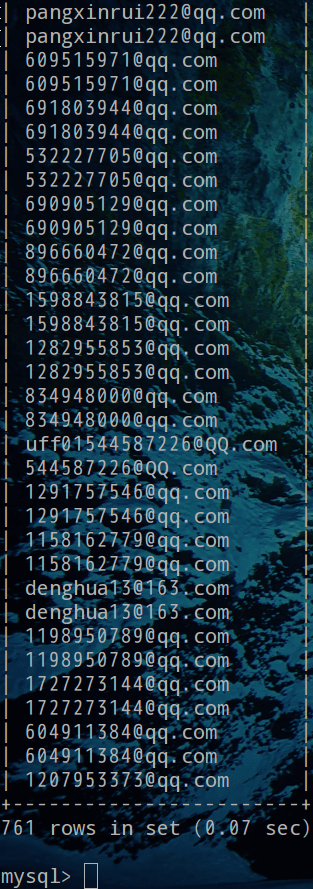 | pangxinrui222@qq.com |
| pangxinrui222@qq.com |
| 609515971@qq.com |
| 609515971@qq.com |
| 691803944@qq.com |
| 691803944@qq.com |
| 532227705@qq.com |
| 532227705@qq.com |
| 690905129@qq.com |
| 690905129@qq.com |
| 896660472@qq.com |
| 896660472@qq.com |
| 1598843815@qq.com |
| 1598843815@qq.com |
| 1282955853@qq.com |
| 1282955853@qq.com |
| 834948000@qq.com |
| 834948000@qq.com |
| uff01544587226@QQ.com |
| 544587226@QQ.com |
| 1291757546@qq.com |
| 1291757546@qq.com |
| 1158162779@qq.com |
| 1158162779@qq.com |
| denghua13@163.com |
| denghua13@163.com |
| 1198950789@qq.com |
| 1198950789@qq.com |
| 1727273144@qq.com |
| 1727273144@qq.com |
| 604911384@qq.com |
| 604911384@qq.com |
| 1207953373@qq.com |
+------------------------+
761 rows in set (0.07 sec)
mysql>